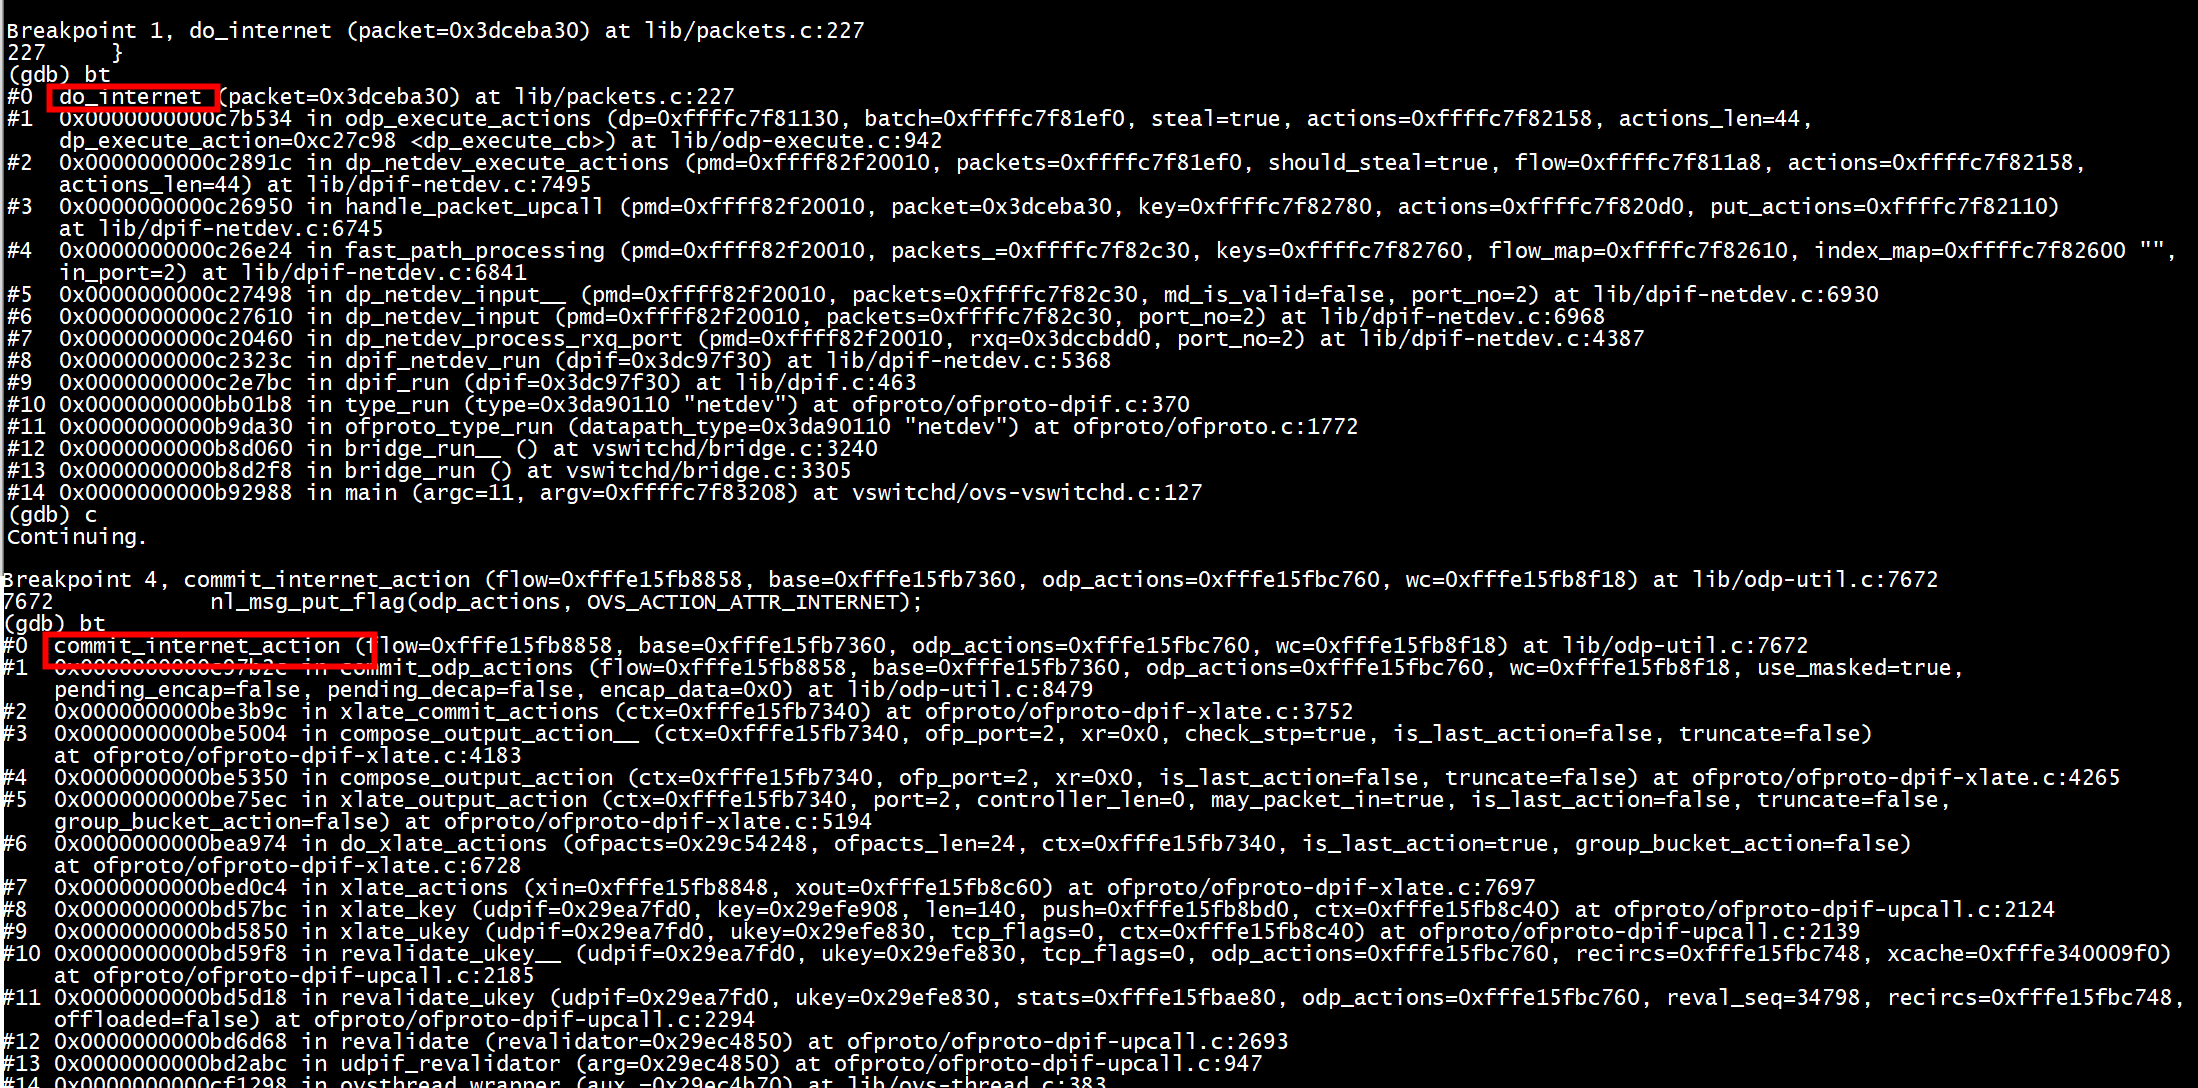 Breakpoint 1, do_internet (packet=0x3dceba30) at lib/packets.c:227
227     }
(gdb) bt
#0  do_internet (packet=0x3dceba30) at lib/packets.c:227
#1  0x0000000000c7b534 in odp_execute_actions (dp=0xffffc7f81130, batch=0xffffc7f81ef0, steal=true, actions=0xffffc7f82158, actions_len=44,
    dp_execute_action=0xc27c98 <dp_execute_cb>) at lib/odp-execute.c:942
#2  0x0000000000c2891c in dp_netdev_execute_actions (pmd=0xffff82f20010, packets=0xffffc7f81ef0, should_steal=true, flow=0xffffc7f811a8, actions=0xffffc7f82158,
    actions_len=44) at lib/dpif-netdev.c:7495
#3  0x0000000000c26950 in handle_packet_upcall (pmd=0xffff82f20010, packet=0x3dceba30, key=0xffffc7f82780, actions=0xffffc7f820d0, put_actions=0xffffc7f82110)
    at lib/dpif-netdev.c:6745
#4  0x0000000000c26e24 in fast_path_processing (pmd=0xffff82f20010, packets_=0xffffc7f82c30, keys=0xffffc7f82760, flow_map=0xffffc7f82610, index_map=0xffffc7f82600 "",
    in_port=2) at lib/dpif-netdev.c:6841
#5  0x0000000000c27498 in dp_netdev_input__ (pmd=0xffff82f20010, packets=0xffffc7f82c30, md_is_valid=false, port_no=2) at lib/dpif-netdev.c:6930
#6  0x0000000000c27610 in dp_netdev_input (pmd=0xffff82f20010, packets=0xffffc7f82c30, port_no=2) at lib/dpif-netdev.c:6968
#7  0x0000000000c20460 in dp_netdev_process_rxq_port (pmd=0xffff82f20010, rxq=0x3dccbdd0, port_no=2) at lib/dpif-netdev.c:4387
#8  0x0000000000c2323c in dpif_netdev_run (dpif=0x3dc97f30) at lib/dpif-netdev.c:5368
#9  0x0000000000c2e7bc in dpif_run (dpif=0x3dc97f30) at lib/dpif.c:463
#10 0x0000000000bb01b8 in type_run (type=0x3da90110 "netdev") at ofproto/ofproto-dpif.c:370
#11 0x0000000000b9da30 in ofproto_type_run (datapath_type=0x3da90110 "netdev") at ofproto/ofproto.c:1772
#12 0x0000000000b8d060 in bridge_run__ () at vswitchd/bridge.c:3240
#13 0x0000000000b8d2f8 in bridge_run () at vswitchd/bridge.c:3305
#14 0x0000000000b92988 in main (argc=11, argv=0xffffc7f83208) at vswitchd/ovs-vswitchd.c:127
(gdb) c
Continuing.
Breakpoint 4, commit_internet_action (flow=0xfffe15fb8858, base=0xfffe15fb7360, odp_actions=0xfffe15fbc760, wc=0xfffe15fb8f18) at lib/odp-util.c:7672
7672            nl_msg_put_flag(odp_actions, OVS_ACTION_ATTR_INTERNET);
(gdb) bt
#0  commit_internet_action (flow=0xfffe15fb8858, base=0xfffe15fb7360, odp_actions=0xfffe15fbc760, wc=0xfffe15fb8f18) at lib/odp-util.c:7672
#1  0x0000000000c97b2c in commit_odp_actions (flow=0xfffe15fb8858, base=0xfffe15fb7360, odp_actions=0xfffe15fbc760, wc=0xfffe15fb8f18, use_masked=true,
    pending_encap=false, pending_decap=false, encap_data=0x0) at lib/odp-util.c:8479
#2  0x0000000000be3b9c in xlate_commit_actions (ctx=0xfffe15fb7340) at ofproto/ofproto-dpif-xlate.c:3752
#3  0x0000000000be5004 in compose_output_action__ (ctx=0xfffe15fb7340, ofp_port=2, xr=0x0, check_stp=true, is_last_action=false, truncate=false)
    at ofproto/ofproto-dpif-xlate.c:4183
#4  0x0000000000be5350 in compose_output_action (ctx=0xfffe15fb7340, ofp_port=2, xr=0x0, is_last_action=false, truncate=false) at ofproto/ofproto-dpif-xlate.c:4265
#5  0x0000000000be75ec in xlate_output_action (ctx=0xfffe15fb7340, port=2, controller_len=0, may_packet_in=true, is_last_action=false, truncate=false,
    group_bucket_action=false) at ofproto/ofproto-dpif-xlate.c:5194
#6  0x0000000000bea974 in do_xlate_actions (ofpacts=0x29c54248, ofpacts_len=24, ctx=0xfffe15fb7340, is_last_action=true, group_bucket_action=false)
    at ofproto/ofproto-dpif-xlate.c:6728
#7  0x0000000000bed0c4 in xlate_actions (xin=0xfffe15fb8848, xout=0xfffe15fb8c60) at ofproto/ofproto-dpif-xlate.c:7697
#8  0x0000000000bd57bc in xlate_key (udpif=0x29ea7fd0, key=0x29efe908, len=140, push=0xfffe15fb8bd0, ctx=0xfffe15fb8c40) at ofproto/ofproto-dpif-upcall.c:2124
#9  0x0000000000bd5850 in xlate_ukey (udpif=0x29ea7fd0, ukey=0x29efe830, tcp_flags=0, ctx=0xfffe15fb8c40) at ofproto/ofproto-dpif-upcall.c:2139
#10 0x0000000000bd59f8 in revalidate_ukey__ (udpif=0x29ea7fd0, ukey=0x29efe830, tcp_flags=0, odp_actions=0xfffe15fbc760, recircs=0xfffe15fbc748, xcache=0xfffe340009f0)
    at ofproto/ofproto-dpif-upcall.c:2185
#11 0x0000000000bd5d18 in revalidate_ukey (udpif=0x29ea7fd0, ukey=0x29efe830, stats=0xfffe15fbae80, odp_actions=0xfffe15fbc760, reval_seq=34798, recircs=0xfffe15fbc748,
    offloaded=false) at ofproto/ofproto-dpif-upcall.c:2294
#12 0x0000000000bd6d68 in revalidate (revalidator=0x29ec4850) at ofproto/ofproto-dpif-upcall.c:2693
#13 0x0000000000bd2abc in udpif_revalidator (arg=0x29ec4850) at ofproto/ofproto-dpif-upcall.c:947
#14 0x0000000000cf1298 in ovsthread_wrapper (aux_=0x29ec4b70) at lib/ovs-thread.c:383